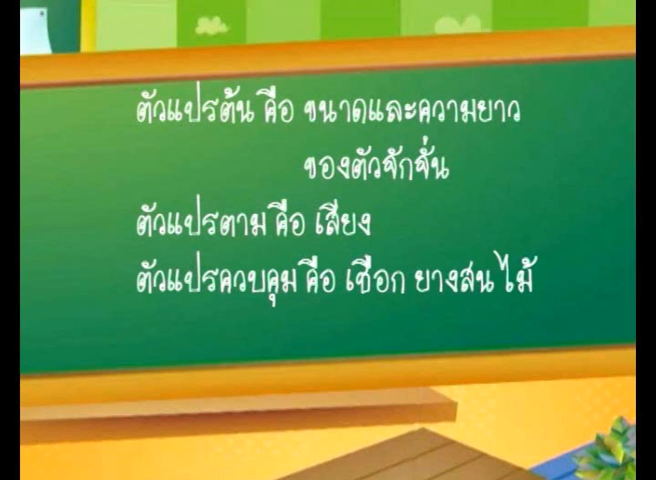 ตัวแปรต้น คือ ขนาดและความยาว
ของตัวจักจั่น
ตัวแปรตาม คือ เสียง
ตัวแปรควบคุม คือ เชือก ยางสน ไม้